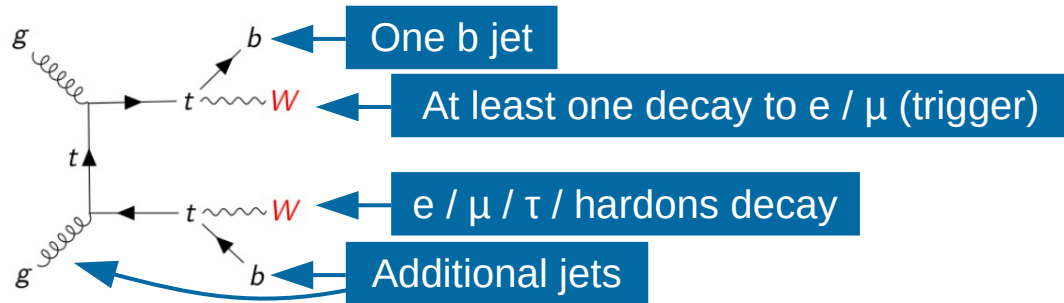 g
b
One b jet
t
W
At least one decay to e / μ (trigger)
t
t
W
e / μ / τ / hardons decay
g
b
Additional jets